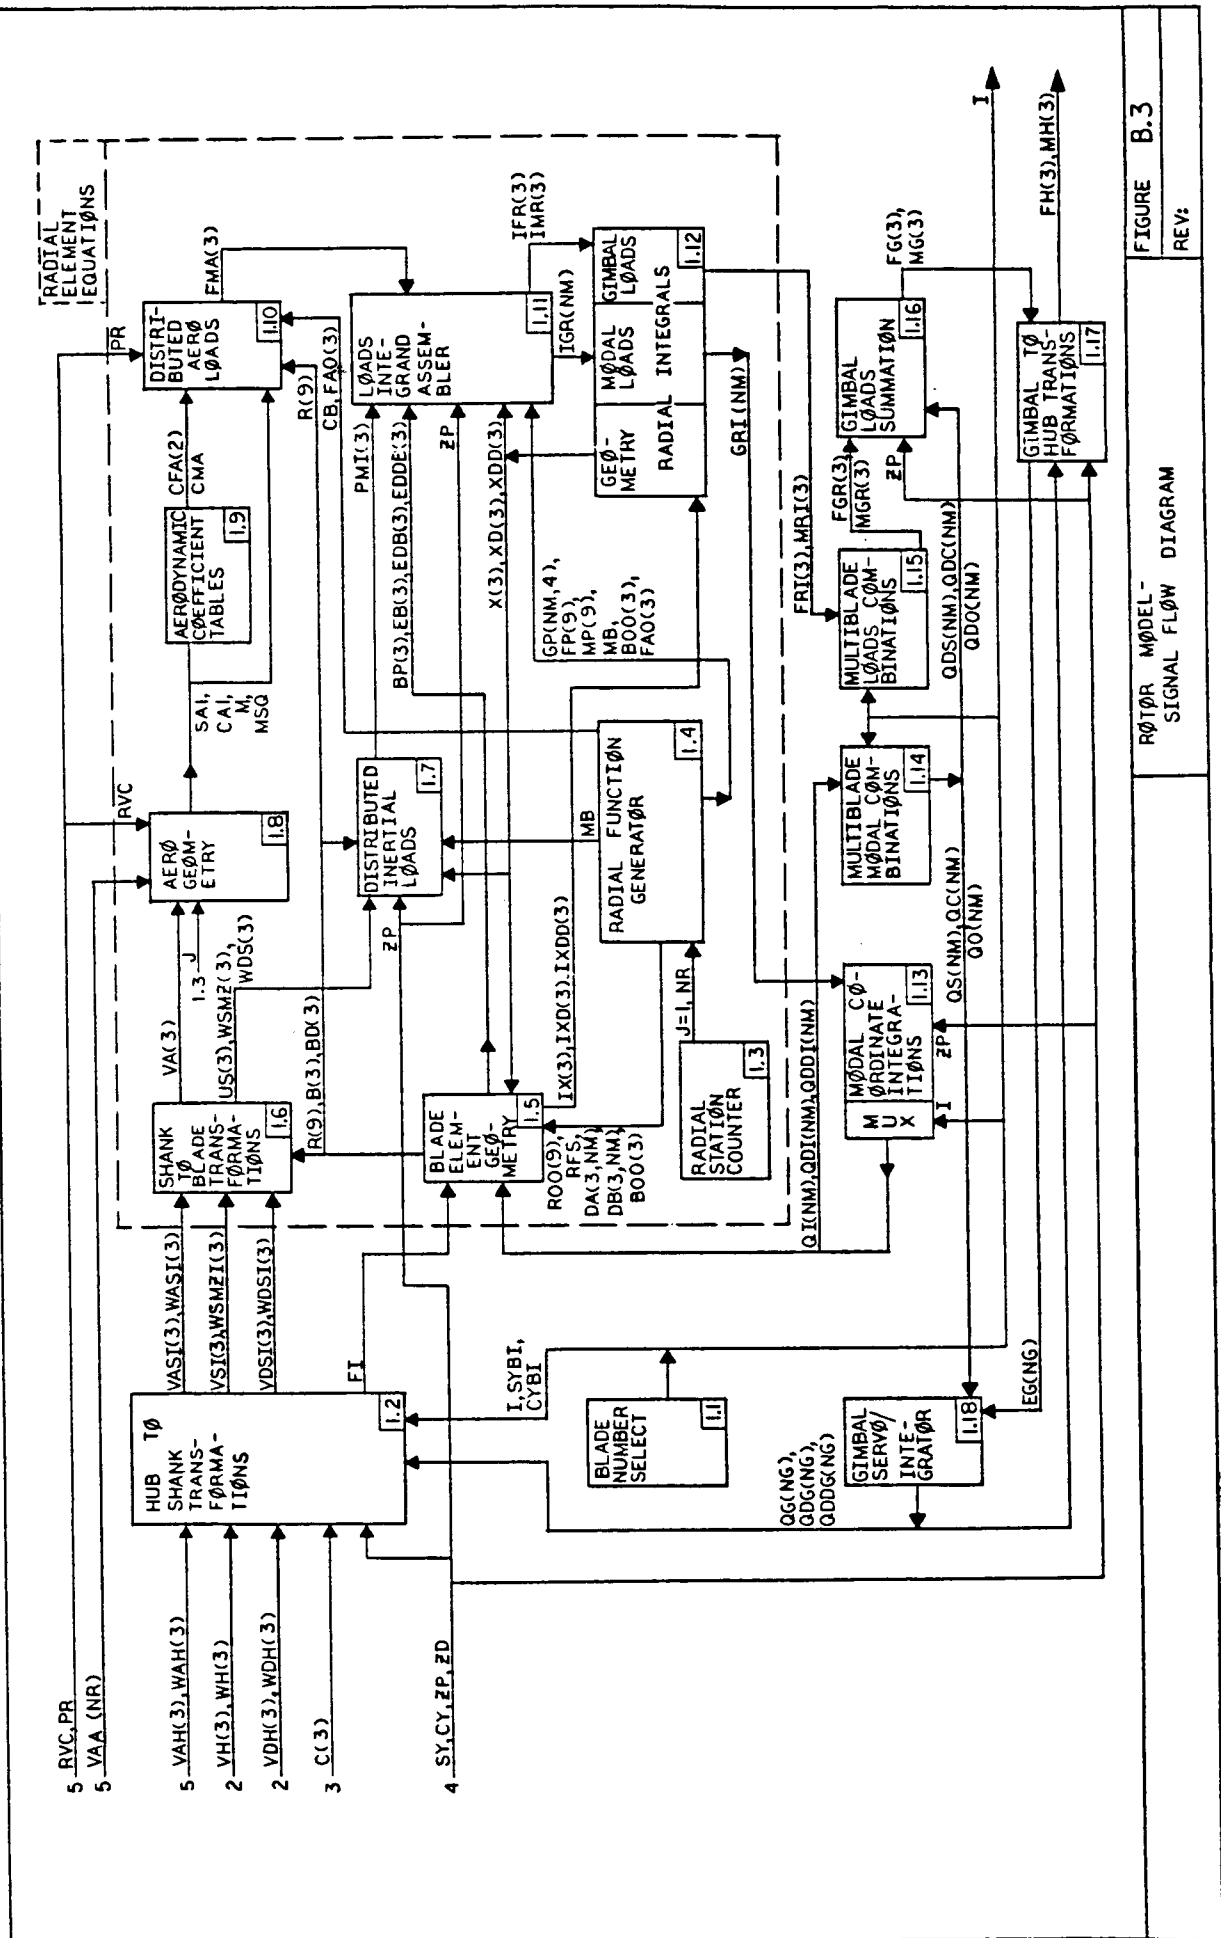 RADIAL
ELEMENT
EQUATIONS
5 RVC,PR
5 VAA (NR)
5 VAH(3),WAH(3)
2 VH(3),WH(3)
2 VDH(3),WDH(3)
3 C(3)
4 SY,CY,ƵP,ƵD
HUB TØ
SHANK
TRANS-
FØRMA-
TIØNS
1.2
VASI(3),WASI(3)
VSI(3),WSMƵI(3)
VDSI(3),WDSI(3)
FI
I,SYBI,
CYBI
BLADE
NUMBER
SELECT
1.1
QG(NG),
QDG(NG),
QDDG(NG)
GIMBAL
SERVØ/
INTE-
GRATØR
1.18
EG(NG)
SHANK
TØ
BLADE
TRANS-
FØRMA-
TIØNS
1.6
VA(3)
1.3 J
US(3),WSMƵ(3),
WDS(3)
R(9),B(3),BD(3)
BLADE
ELEM-
ENT
GEØ-
METRY
1.5
ROO(9),
RFS,
DA(3,NM),
DB(3,NM),
BOO(3)
IX(3),IXD(3),IXDD(3)
RADIAL
STATIØN
CØUNTER
1.3
J=1,NR
AERØ
GEØM-
ETRY
1.8
RVC
SAI,
CAI,
M,
MSQ
DISTRIBUTED
INERTIAL
LØADS
1.7
ƵP
MB
RADIAL FUNCTIØN
GENERATØR
1.4
AERØDYNAMIC
CØEFFICIENT
TABLES
1.9
CFA(2)
CMA
DISTRI-
BUTED
AERØ
LØADS
1.10
PR
FMA(3)
R(9)
CB,FAO(3)
PMI(3)
BP(3),EB(3),EDB(3),EDDE(3)
ƵP
X(3),XD(3),XDD(3)
GP(NM,4),
FP(9),
MP(9),
MB,
BOO(3),
FAO(3)
LØADS
INTE-
GRAND
ASSEM-
BLER
1.11
IFR(3)
IMR(3)
IGR(NM)
GEØ-
METRY
MØDAL
LØADS
GIMBAL
LØADS
RADIAL INTEGRALS
1.12
GRI(NM)
FRI(3),MRI(3)
QI(NM),QDI(NM),QDDI(NM)
MUX
MØDAL CØ-
ØRDINATE
INTEGRA-
TIØNS
1.13
I
ƵP
MULTIBLADE
MØDAL CØM-
BINATIØNS
1.14
QS(NM),QC(NM)
QO(NM)
MULTIBLADE
LØADS CØM-
BINATIØNS
1.15
QDS(NM),QDC(NM)
QDO(NM)
FGR(3)
MGR(3)
ƵP
GIMBAL
LØADS
SUMMATIØN
1.16
FG(3),
MG(3)
GIMBAL TØ
HUB TRANS-
FØRMATIØNS
1.17
I
FH(3),MH(3)
RØTØR MØDEL-
SIGNAL FLØW DIAGRAM
FIGURE B.3
REV: